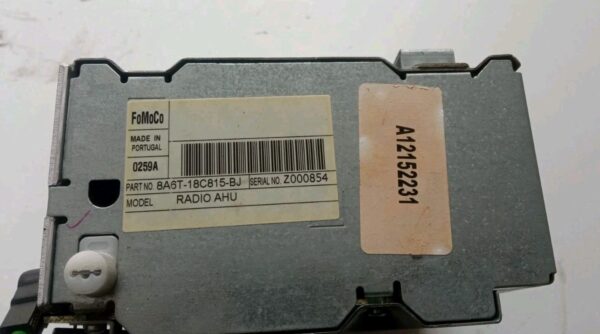 FoMoCo
MADE IN
PORTUGAL
0259A
PART NO. 8A6T-18C815-BJ SERIAL NO. Z000854
MODEL RADIO AHU
A12152231